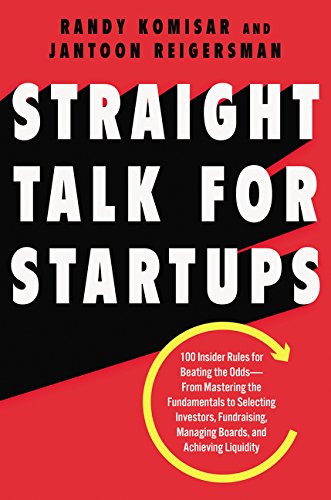 RANDY KOMISAR AND
JANTOON REIGERSMAN
STRAIGHT
TALK FOR
STARTUPS
100 Insider Rules for
Beating the Odds—
From Mastering the
Fundamentals to Selecting
Investors, Fundraising,
Managing Boards, and
Achieving Liquidity